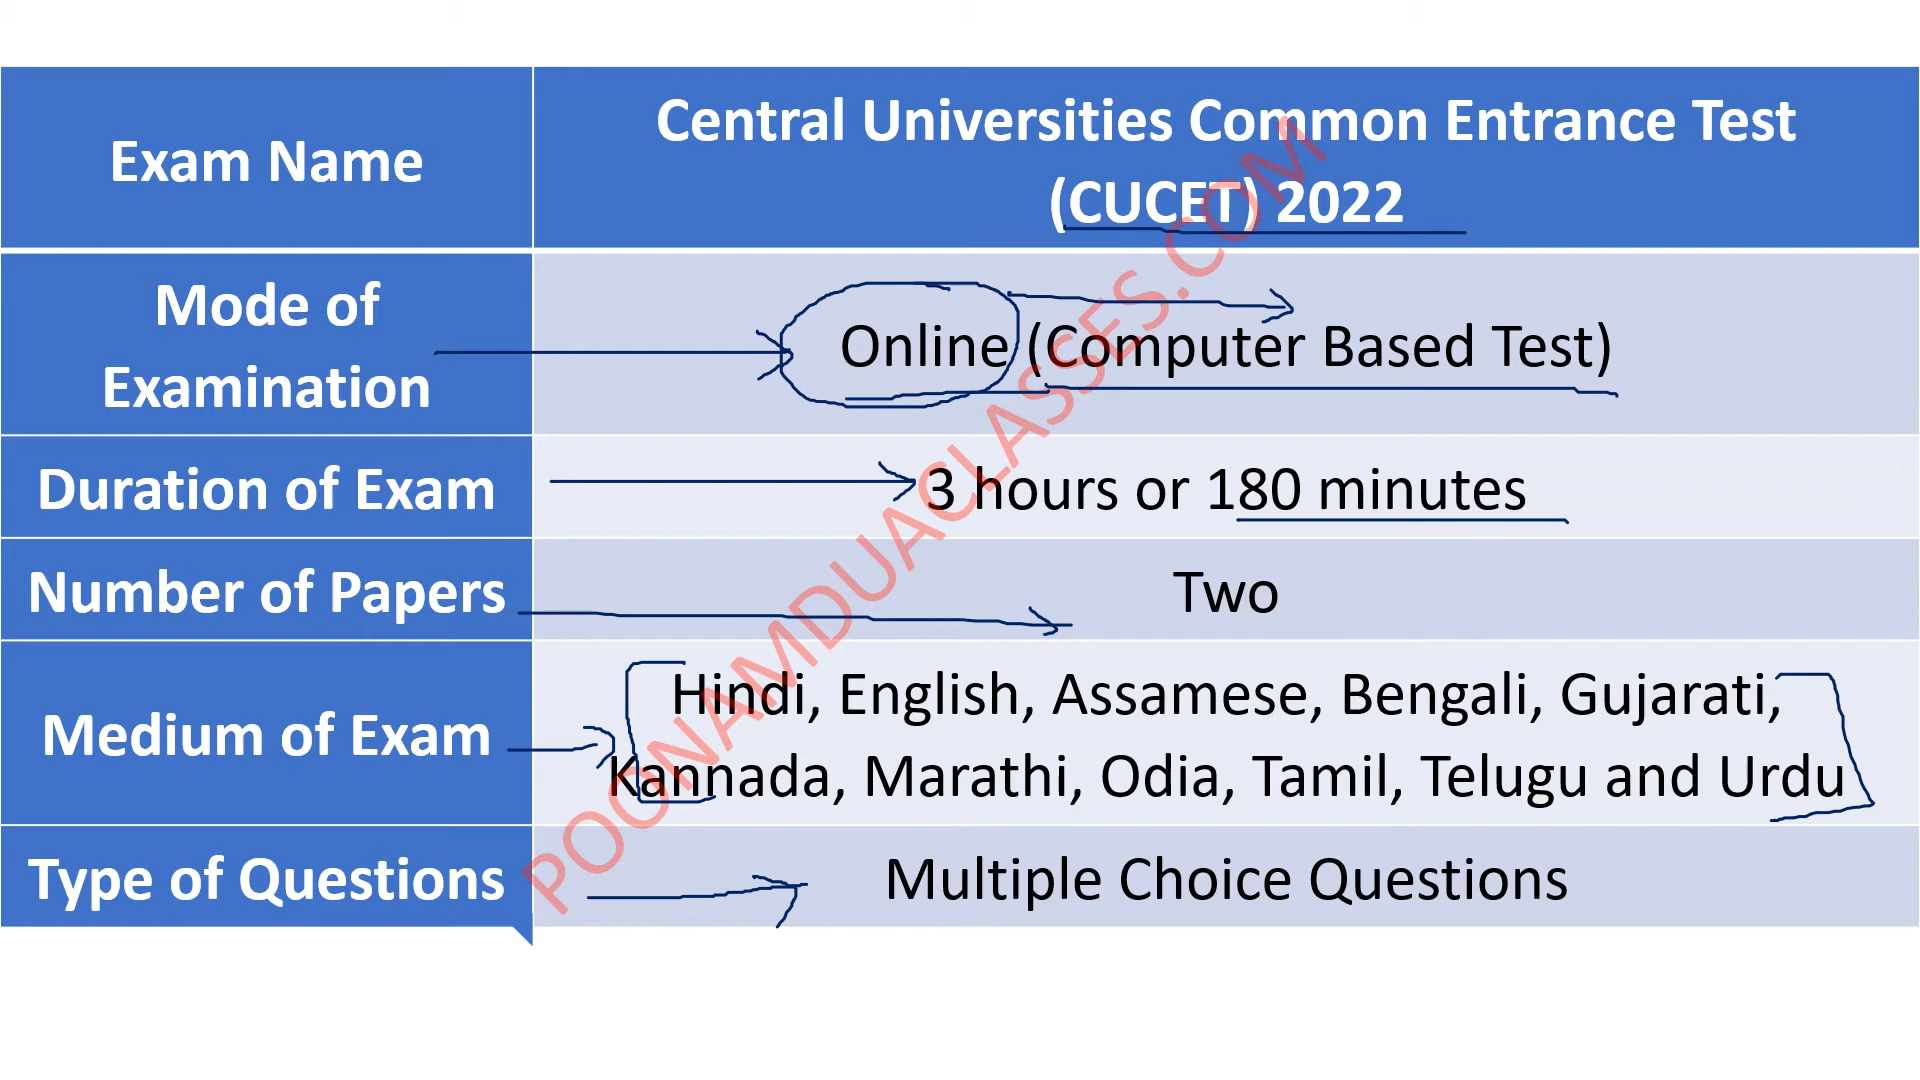 Exam Name
Central Universities Common Entrance Test
(CUCET) 2022
Mode of
Examination
Online (Computer Based Test)
Duration of Exam
3 hours or 180 minutes
Number of Papers
Two
Medium of Exam
Hindi, English, Assamese, Bengali, Gujarati,
Kannada, Marathi, Odia, Tamil, Telugu and Urdu
Type of Questions
Multiple Choice Questions
POONAMDUACLASSES.COM